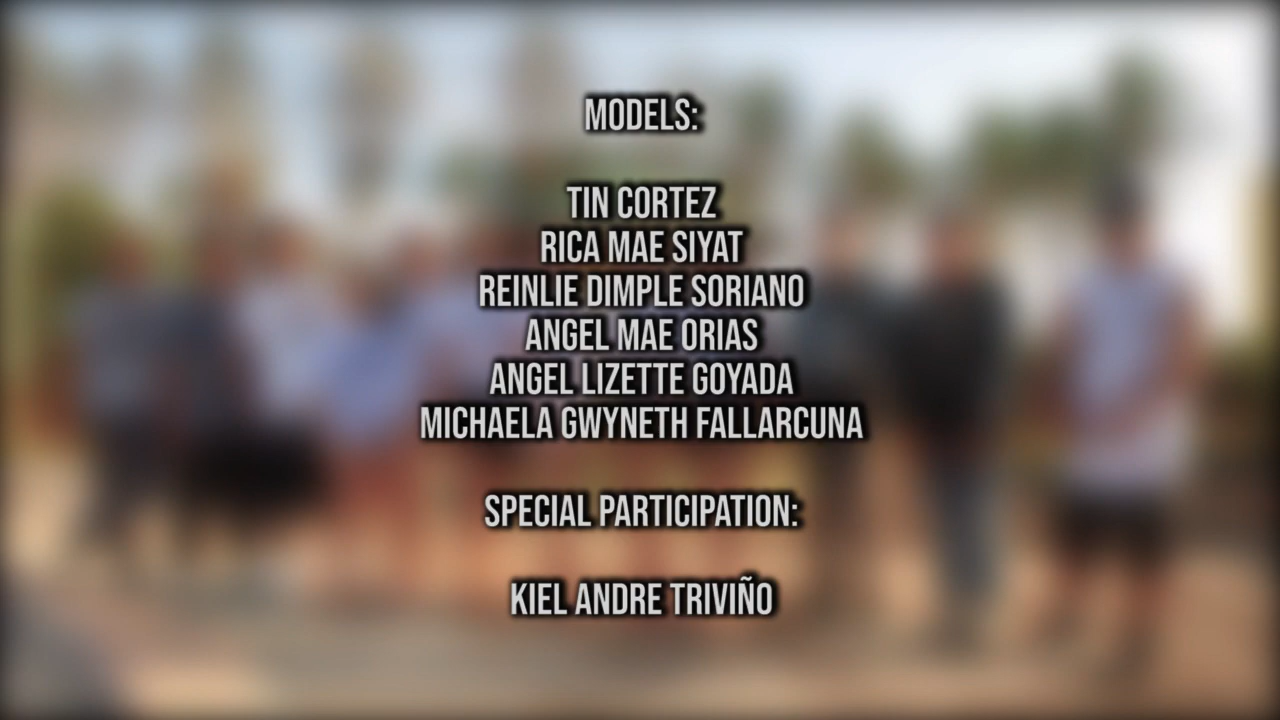 MODELS:
TIN CORTEZ
RICA MAE SIYAT
REINLIE DIMPLE SORIANO
ANGEL MAE ORIAS
ANGEL LIZETTE GOYADA
MICHAELA GWYNETH FALLARCUNA
SPECIAL PARTICIPATION:
KIEL ANDRE TRIVIÑO